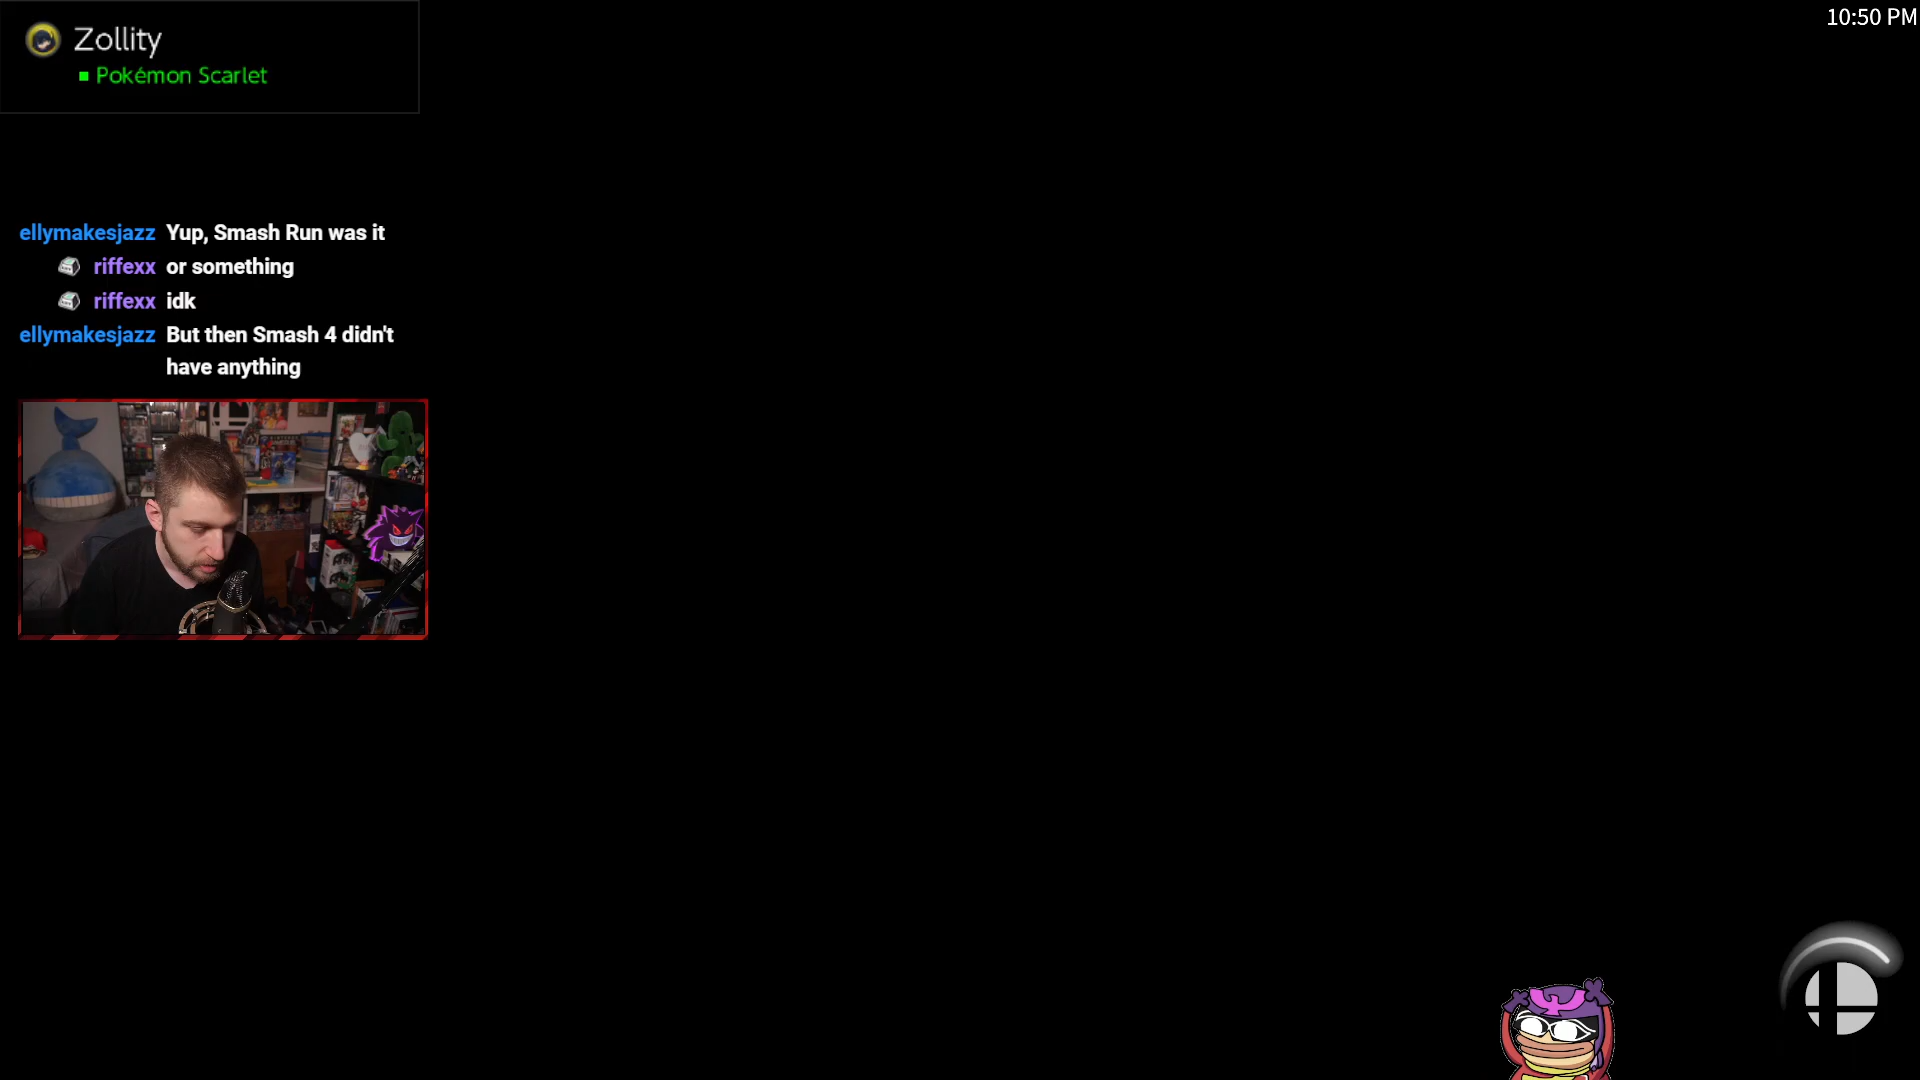 Zollity
Pokémon Scarlet
10:50 PM
ellymakesjazz Yup, Smash Run was it
riffexx or something
riffexx idk
ellymakesjazz But then Smash 4 didn't
have anything